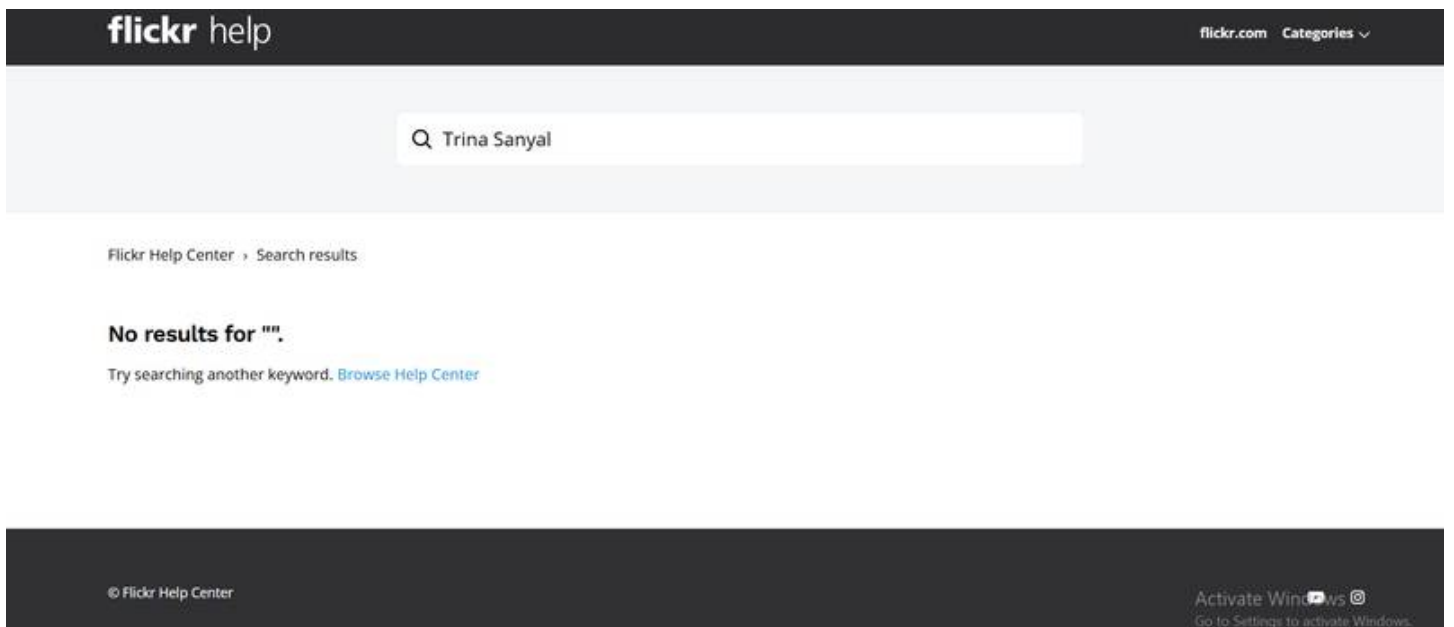 flickr help
flickr.com Categories
Trina Sanyal
Flickr Help Center › Search results
No results for "".
Try searching another keyword. Browse Help Center
© Flickr Help Center
Activate Windows
Go to Settings to activate Windows.